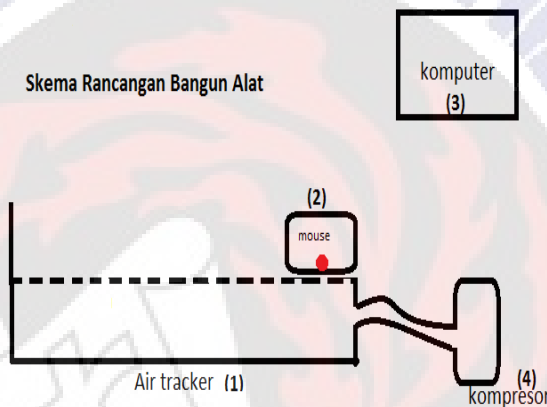 Skema Rancangan Bangun Alat
komputer
(3)
(2)
mouse
Air tracker (1)
(4)
kompresor